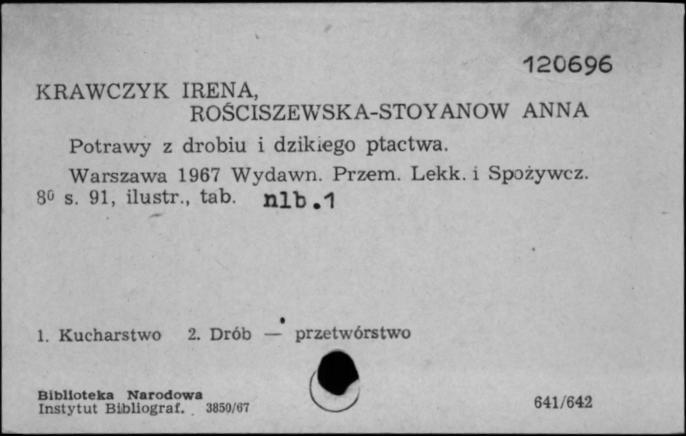 120696
KRAWCZYK IRENA,
ROŚCISZEWSKA-STOYANOW ANNA
Potrawy z drobiu i dzikiego ptactwa.
Warszawa 1967 Wydawn. Przem. Lekk. i Spożywcz.
8⁰ s. 91, ilustr., tab. nlb.1
1. Kucharstwo 2. Drób — przetwórstwo
Biblioteka Narodowa
Instytut Bibliograf. 3850/67
641/642